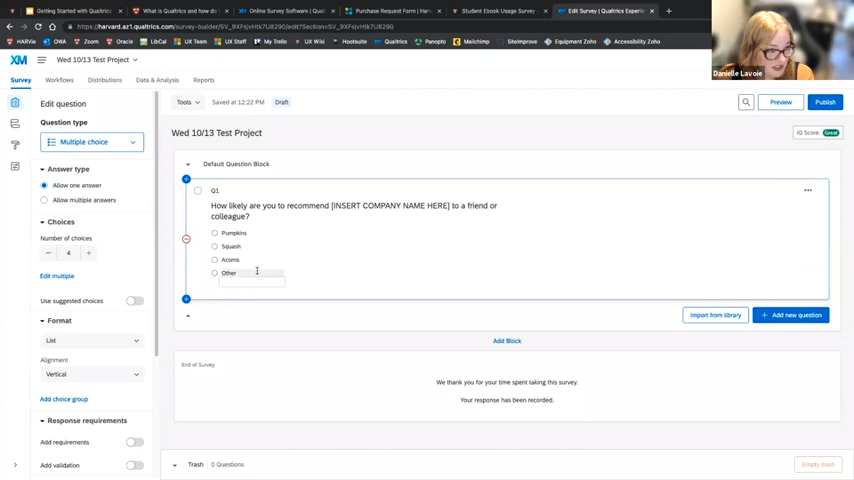 Getting Started with Qualtrics
What is Qualtrics and how do
Online Survey Software | Qualt
Purchase Request Form | Harv
Student Ebook Usage Survey
Edit Survey | Qualtrics Experie
harvard.az1.qualtrics.com/survey-builder/
HARVie
OWA
Zoom
Oracle
LibCal
UX Team
UX Staff
My Trello
UX Wiki
Hootsuite
Qualtrics
Panopto
Mailchimp
SiteImprove
Equipment Zoho
Accessibility Zoho
Danielle Lavoie
XM
Wed 10/13 Test Project
Survey
Workflows
Distributions
Data & Analysis
Reports
Edit question
Question type
Multiple choice
Answer type
Allow one answer
Allow multiple answers
Choices
Number of choices
4
Edit multiple
Use suggested choices
Format
List
Alignment
Vertical
Add choice group
Response requirements
Add requirements
Add validation
Tools
Saved at 12:22 PM
Draft
Preview
Publish
Wed 10/13 Test Project
IQ Score: Great
Default Question Block
Q1
How likely are you to recommend [INSERT COMPANY NAME HERE] to a friend or
colleague?
Pumpkins
Squash
Acorns
Other
Import from library
Add new question
Add Block
End of Survey
We thank you for your time spent taking this survey.
Your response has been recorded.
Trash
0 Questions
Empty trash